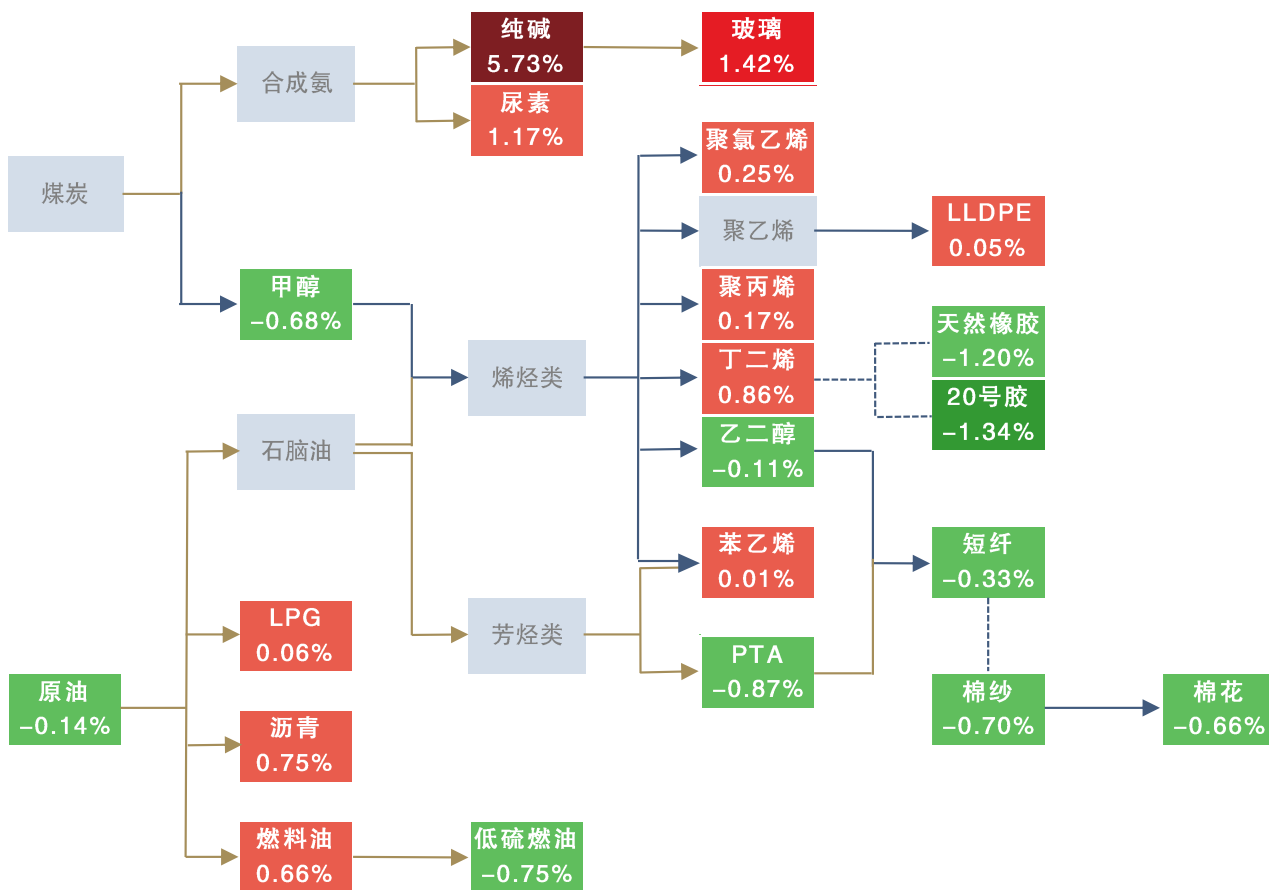 纯碱
5.73%
玻璃
1.42%
合成氨
尿素
1.17%
聚氯乙烯
0.25%
煤炭
聚乙烯
LLDPE
0.05%
甲醇
-0.68%
聚丙烯
0.17%
天然橡胶
-1.20%
烯烃类
丁二烯
0.86%
20号胶
-1.34%
石脑油
乙二醇
-0.11%
苯乙烯
0.01%
短纤
-0.33%
LPG
0.06%
芳烃类
PTA
-0.87%
原油
-0.14%
棉纱
-0.70%
棉花
-0.66%
沥青
0.75%
燃料油
0.66%
低硫燃油
-0.75%